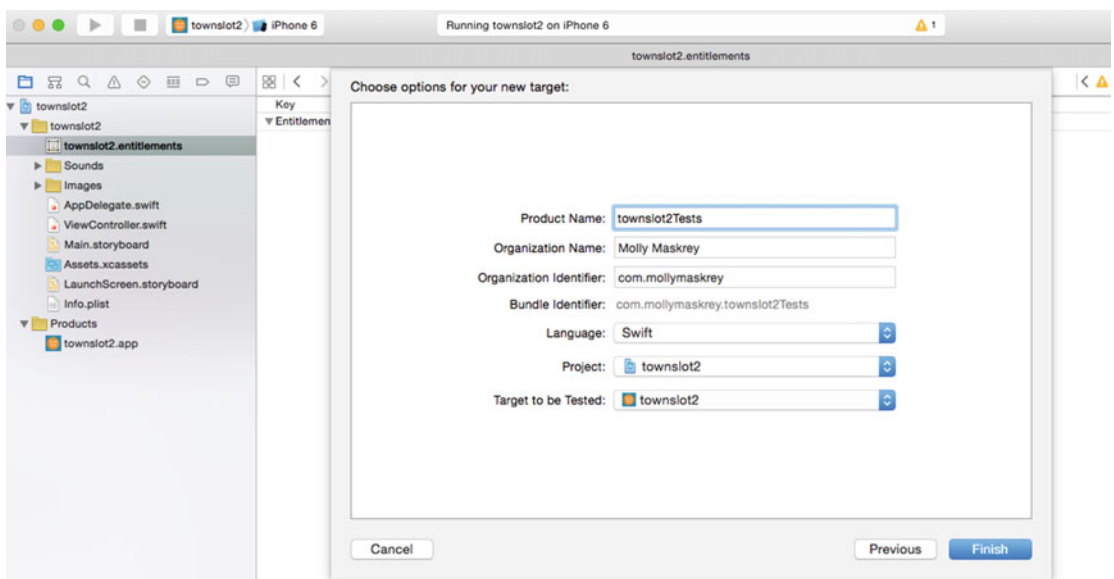 townslot2 iPhone 6
Running townslot2 on iPhone 6
1
townslot2.entitlements
townslot2
townslot2
townslot2.entitlements
Sounds
Images
AppDelegate.swift
ViewController.swift
Main.storyboard
Assets.xcassets
LaunchScreen.storyboard
Info.plist
Products
townslot2.app
Key
Entitlemen
Choose options for your new target:
Product Name: townslot2Tests
Organization Name: Molly Maskrey
Organization Identifier: com.mollymaskrey
Bundle Identifier: com.mollymaskrey.townslot2Tests
Language: Swift
Project: townslot2
Target to be Tested: townslot2
Cancel
Previous
Finish